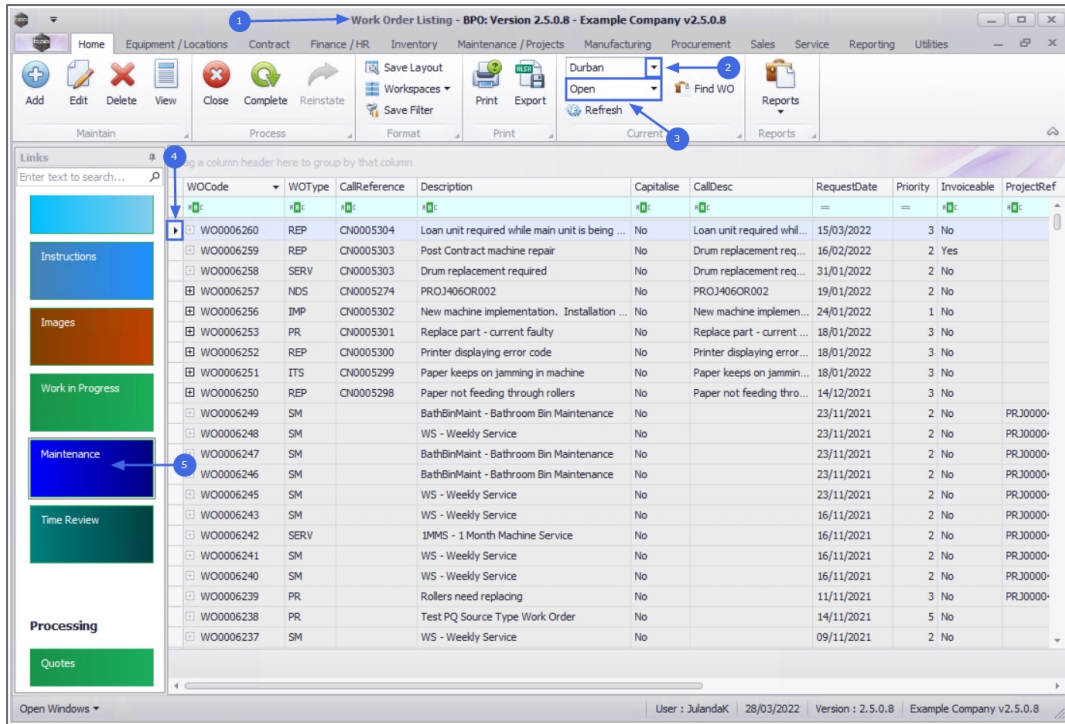 1 Work Order Listing - BPO: Version 2.5.0.8 - Example Company v2.5.0.8
Home Equipment / Locations Contract Finance / HR Inventory Maintenance / Projects Manufacturing Procurement Sales Service Reporting Utilities
Add Edit Delete View Close Complete Reinstate
Save Layout
Workspaces
Save Filter
Print Export
XLSX
Durban 2
Open Find WO
Refresh
Reports
Maintain Process Format Print Current 3 Reports
Links 4
a column header here to group by that column
Enter text to search...
WOCode WOType CallReference Description Capitalise CallDesc RequestDate Priority Invoiceable ProjectRef
= =
WO0006260 REP CN0005304 Loan unit required while main unit is being ... No Loan unit required whil... 15/03/2022 3 No
WO0006259 REP CN0005303 Post Contract machine repair No Drum replacement req... 16/02/2022 2 Yes
WO0006258 SERV CN0005303 Drum replacement required No Drum replacement req... 31/01/2022 2 No
WO0006257 NDS CN0005274 PROJ406OR002 No PROJ406OR002 19/01/2022 2 No
WO0006256 IMP CN0005302 New machine implementation. Installation ... No New machine implemen... 24/01/2022 1 No
WO0006253 PR CN0005301 Replace part - current faulty No Replace part - current ... 18/01/2022 3 No
WO0006252 REP CN0005300 Printer displaying error code No Printer displaying error... 18/01/2022 3 No
WO0006251 ITS CN0005299 Paper keeps on jamming in machine No Paper keeps on jammin... 18/01/2022 3 No
WO0006250 REP CN0005298 Paper not feeding through rollers No Paper not feeding thro... 14/12/2021 3 No
WO0006249 SM BathBinMaint - Bathroom Bin Maintenance No 23/11/2021 2 No PRJ0000
WO0006248 SM WS - Weekly Service No 23/11/2021 2 No PRJ0000
WO0006247 SM BathBinMaint - Bathroom Bin Maintenance No 23/11/2021 2 No PRJ0000
WO0006246 SM BathBinMaint - Bathroom Bin Maintenance No 23/11/2021 2 No PRJ0000
WO0006245 SM WS - Weekly Service No 23/11/2021 2 No PRJ0000
WO0006243 SM WS - Weekly Service No 16/11/2021 2 No PRJ0000
WO0006242 SERV 1MMS - 1 Month Machine Service No 16/11/2021 2 No PRJ0000
WO0006241 SM WS - Weekly Service No 16/11/2021 2 No PRJ0000
WO0006240 SM WS - Weekly Service No 16/11/2021 2 No PRJ0000
WO0006239 PR Rollers need replacing No 11/11/2021 3 No PRJ0000
WO0006238 PR Test PQ Source Type Work Order No 14/11/2021 5 No
WO0006237 SM WS - Weekly Service No 09/11/2021 2 No
Instructions
Images
Work in Progress
Maintenance 5
Time Review
Processing
Quotes
Open Windows User : JulandaK 28/03/2022 Version : 2.5.0.8 Example Company v2.5.0.8